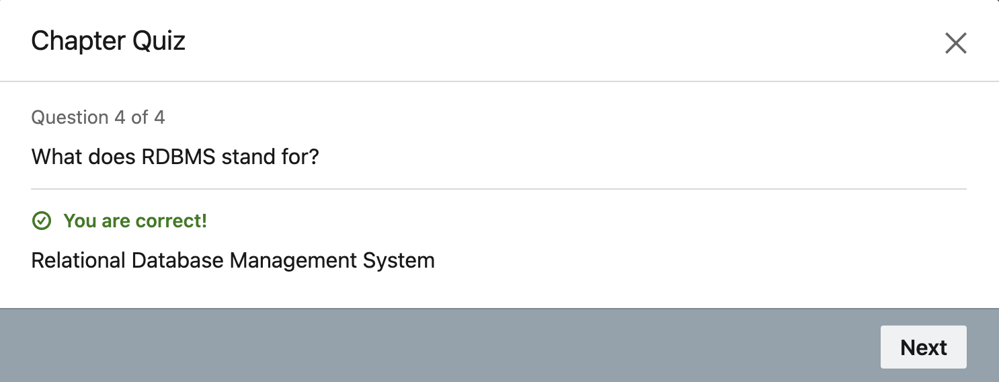 Chapter Quiz
Question 4 of 4
What does RDBMS stand for?
You are correct!
Relational Database Management System
Next